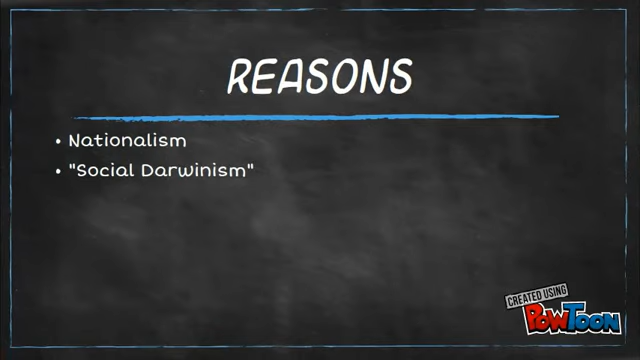 REASONS
• Nationalism
• "Social Darwinism"
CREATED USING
POWTOON